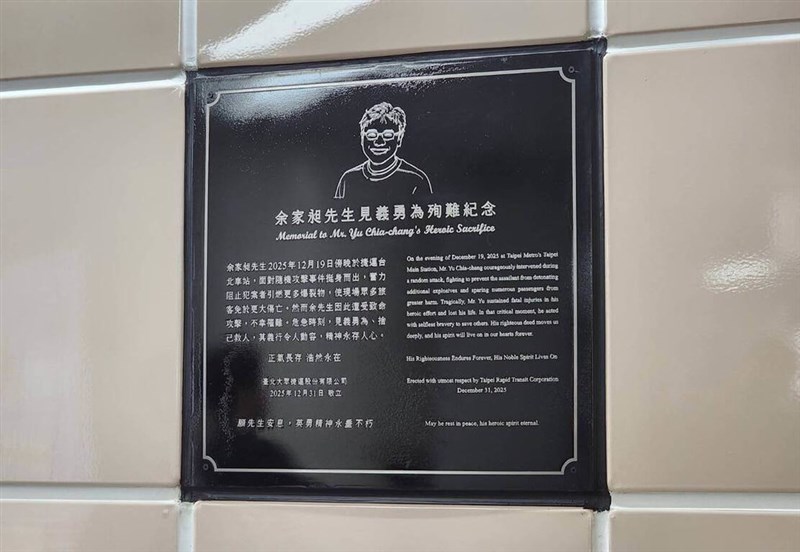 余家昶先生見義勇為殉難紀念
Memorial to Mr. Yu Chia-chang's Heroic Sacrifice
余家昶先生2025年12月19日傍晚於捷運台
北車站，面對隨機攻擊事件挺身而出，奮力
阻止犯案者引燃更多爆裂物，使現場眾多旅
客免於更大傷亡。然而余先生因此遭受致命
攻擊，不幸罹難。危急時刻，見義勇為、捨
己救人，其義行令人動容，精神永存人心。
正氣長存 浩然永在
臺北大眾捷運股份有限公司
2025年12月31日 敬立
願先生安息，英勇精神永垂不朽
On the evening of December 19, 2025 at Taipei Metro's Taipei
Main Station, Mr. Yu Chia-chang courageously intervened during
a random attack, fighting to prevent the assailant from detonating
additional explosives and sparing numerous passengers from
greater harm. Tragically, Mr. Yu sustained fatal injuries in his
heroic effort and lost his life. In that critical moment, he acted
with selfless bravery to save others. His righteous deed moves us
deeply, and his spirit will live on in our hearts forever.
His Righteousness Endures Forever, His Noble Spirit Lives On
Erected with utmost respect by Taipei Rapid Transit Corporation
December 31, 2025
May he rest in peace, his heroic spirit eternal.